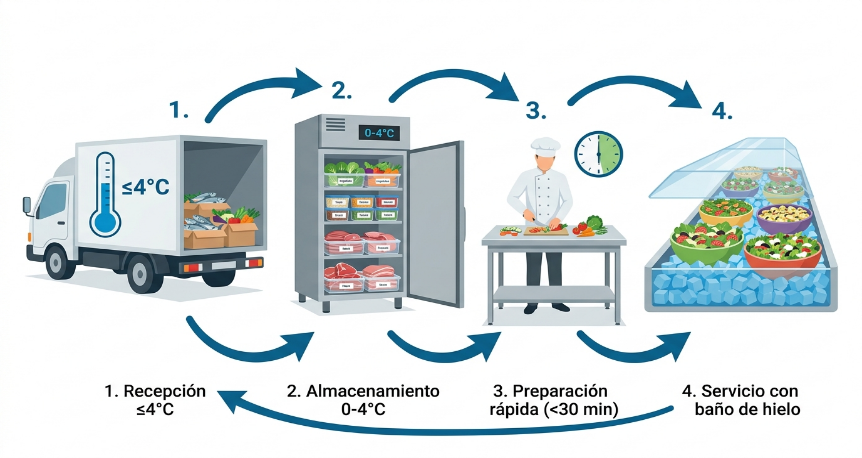 1.
2.
3.
4.
≤4°C
0-4°C
1. Recepción
≤4°C
2. Almacenamiento
0-4°C
3. Preparación
rápida (<30 min)
4. Servicio con
baño de hielo